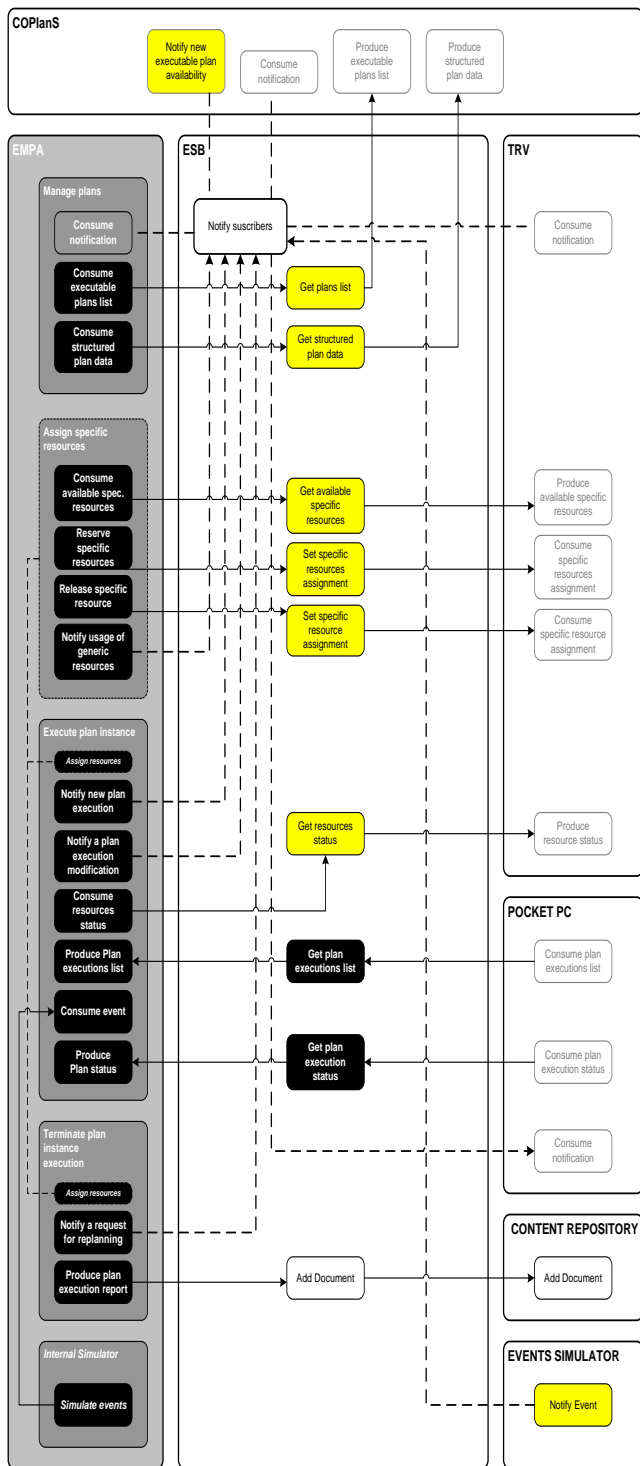 COPlanS
Notify new
executable plan
availability
Consume
notification
Produce
executable
plans list
Produce
structured
plan data
EMPA
Manage plans
Consume
notification
Consume
executable
plans list
Consume
structured
plan data
Assign specific
resources
Consume
available spec.
resources
Reserve
specific
resources
Release specific
resource
Notify usage of
generic resources
Execute plan instance
Assign resources
Notify new plan
execution
Notify a plan
execution
modification
Consume
resources
status
Produce Plan
executions list
Consume event
Produce
Plan status
Terminate plan
instance
execution
Assign resources
Notify a request
for replanning
Produce plan
execution report
Internal Simulator
Simulate events
ESB
Notify suscribers
Get plans list
Get structured
plan data
Get available
specific
resources
Set specific
resources
assignment
Set specific
resource
assignment
Get resources
status
Get plan
executions list
Get plan
execution
status
Add Document
TRV
Consume
notification
Produce
available specific
resources
Consume
specific
resources
assignment
Consume
specific resource
assignment
Produce
resource status
POCKET PC
Consume plan
executions list
Consume plan
execution status
Consume
notification
CONTENT REPOSITORY
Add Document
EVENTS SIMULATOR
Notify Event